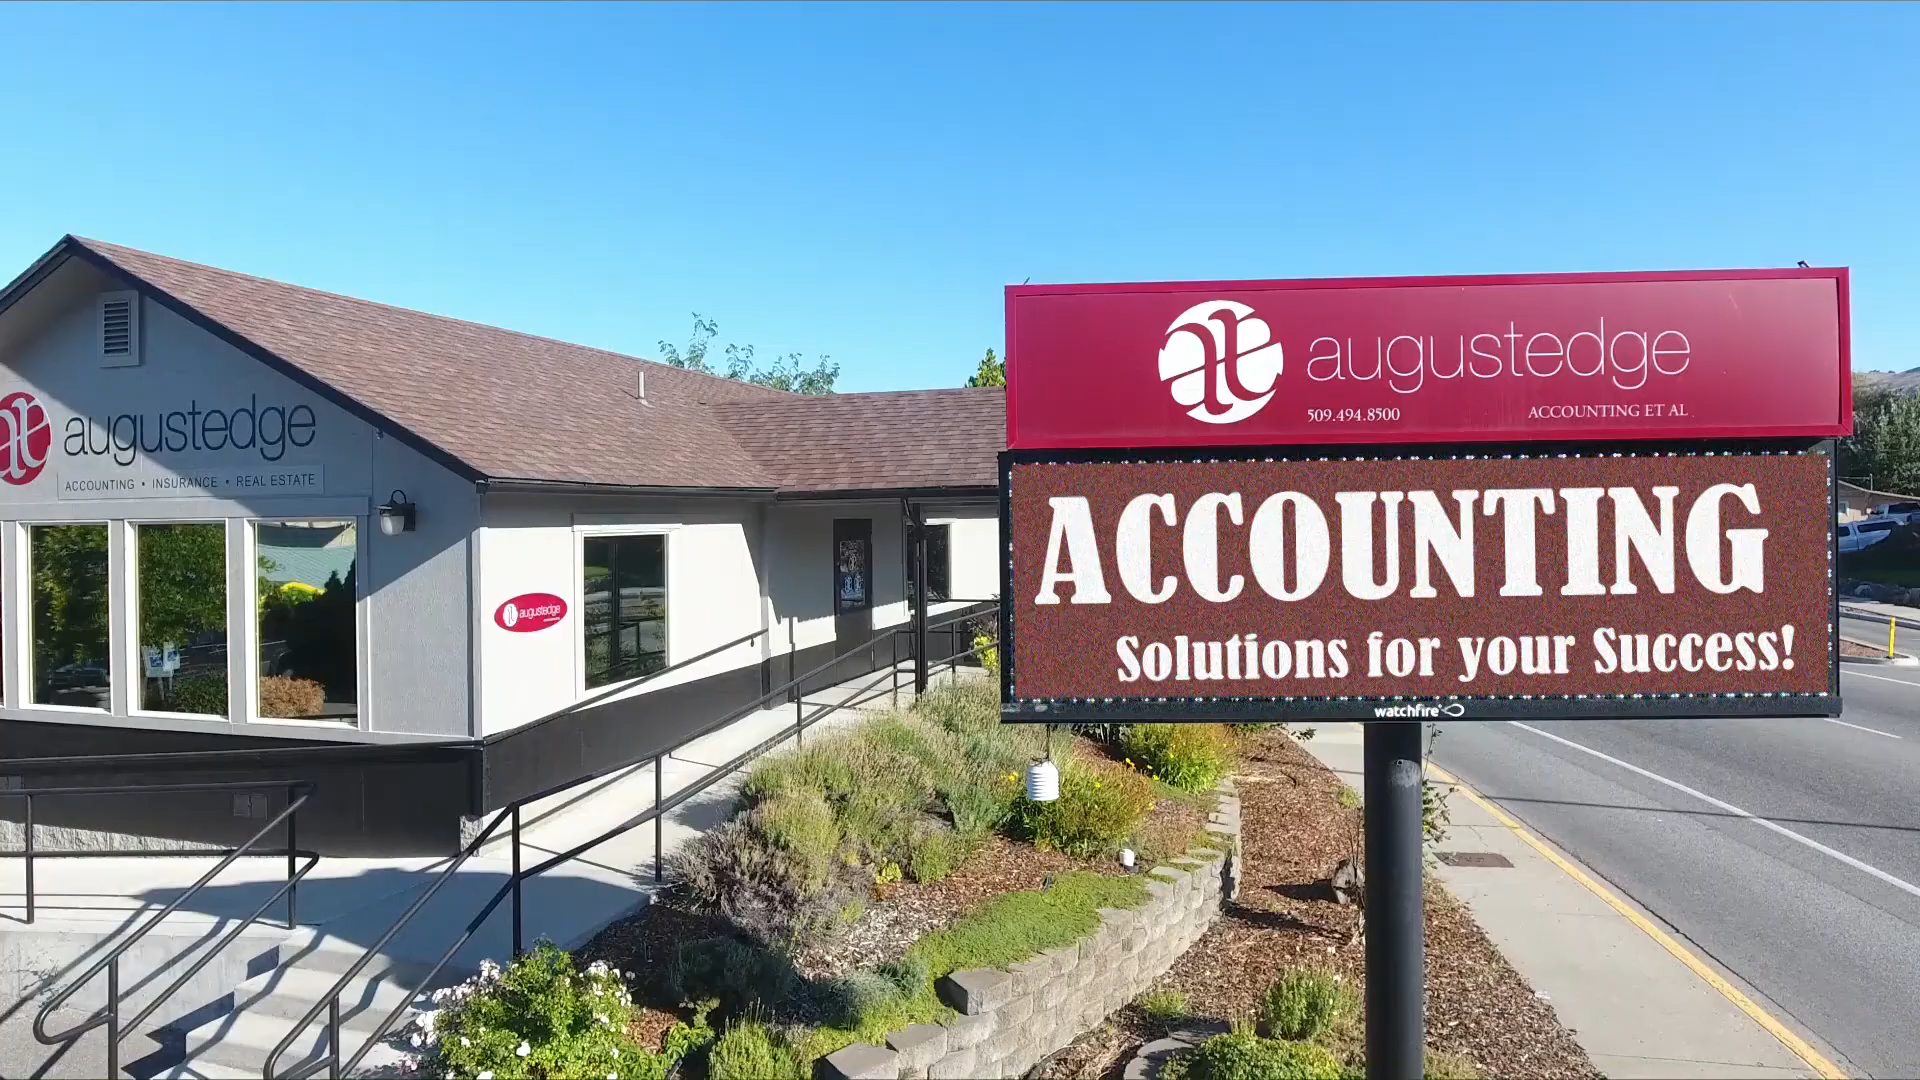 augustedge
ACCOUNTING • INSURANCE • REAL ESTATE
augustedge
augustedge
509.494.8500 ACCOUNTING ET AL
ACCOUNTING
Solutions for your Success!
watchfire